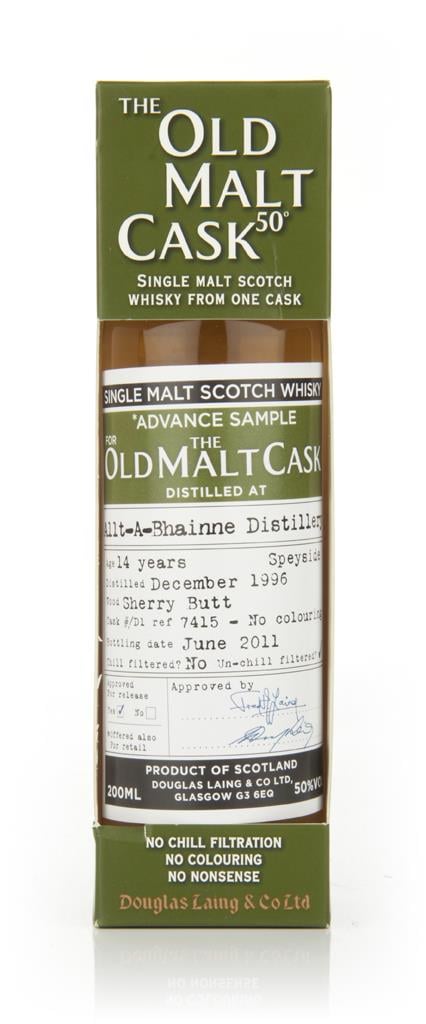 THE
OLD
MALT
CASK 50°
SINGLE MALT SCOTCH
WHISKY FROM ONE CASK
SINGLE MALT SCOTCH WHISKY
*ADVANCE SAMPLE
FOR THE
OLD MALT CASK
DISTILLED AT
Allt-A-Bhainne Distillery
Age 14 years Speyside
Distilled December 1996
Wood Sherry Butt
Cask #/Dl ref 7415 - No colouring
Bottling date June 2011
Chill filtered? No Un-chill filtered?
Approved Approved by
For release
Yes No
*offered also
For retail
PRODUCT OF SCOTLAND
DOUGLAS LAING & CO LTD,
200ML GLASGOW G3 6EQ 50%VOL
NO CHILL FILTRATION
NO COLOURING
NO NONSENSE
Douglas Laing & Co Ltd